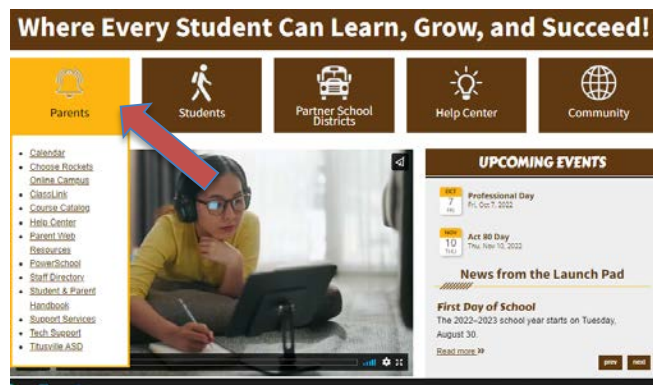 Where Every Student Can Learn, Grow, and Succeed!
Parents
Students
Partner School
Districts
Help Center
Community
Calendar
Choose Rockets
Online Campus
ClassLink
Course Catalog
Help Center
Parent Web
Resources
PowerSchool
Staff Directory
Student & Parent
Handbook
Support Services
Tech Support
Titusville ASD
UPCOMING EVENTS
OCT
7
FRI
Professional Day
Fri, Oct 7, 2022
NOV
10
THU
Act 80 Day
Thu, Nov 10, 2022
News from the Launch Pad
First Day of School
The 2022–2023 school year starts on Tuesday,
August 30.
Read more »
prev next